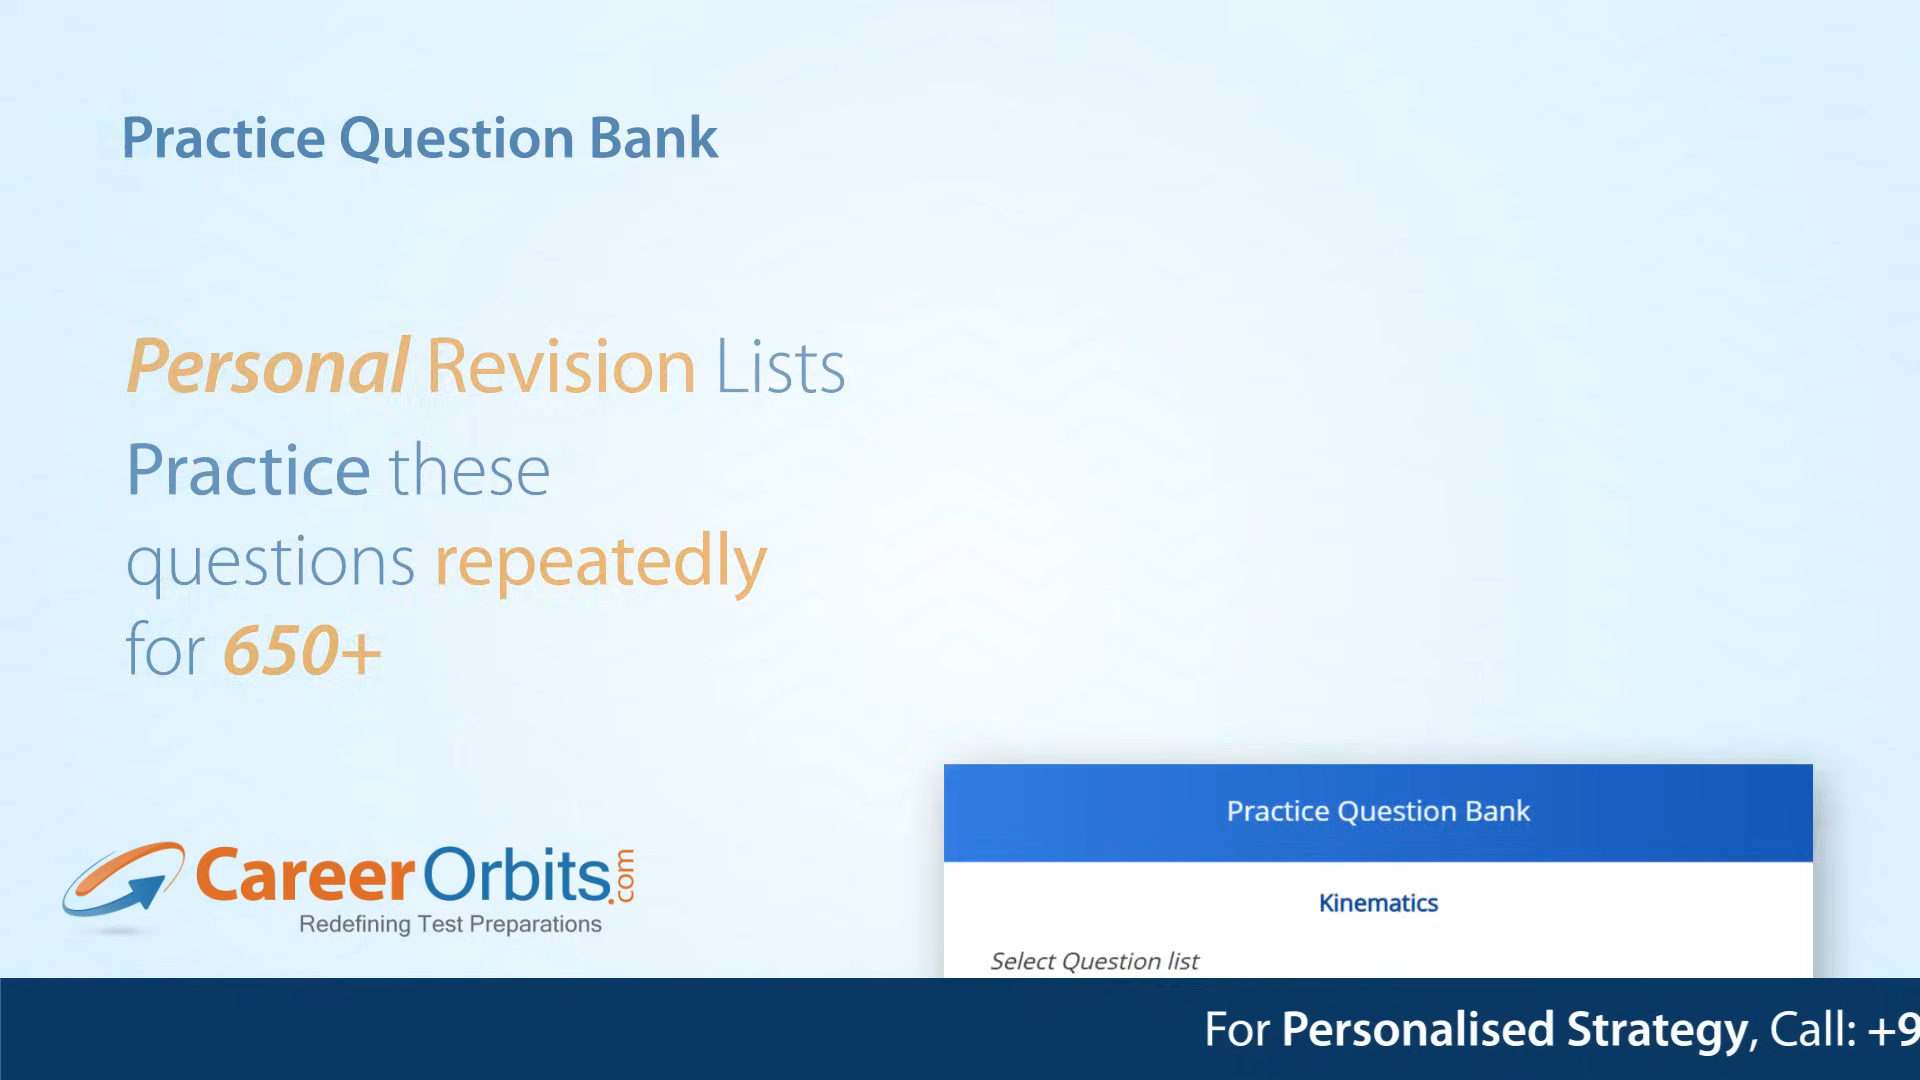 Practice Question Bank
Personal Revision Lists
Practice these
questions repeatedly
for 650+
CareerOrbits.com
Redefining Test Preparations
Practice Question Bank
Kinematics
Select Question list
For Personalised Strategy, Call: +9